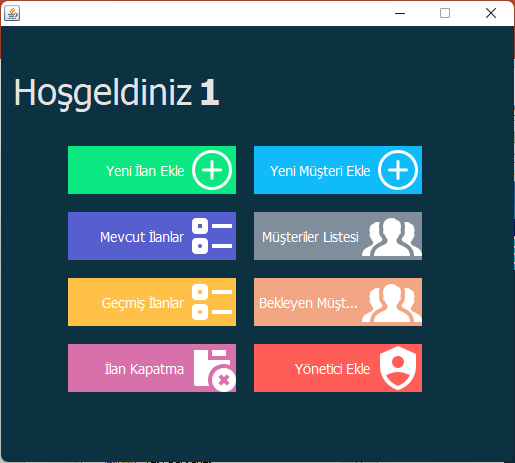 Hoşgeldiniz 1
Yeni İlan Ekle
Yeni Müşteri Ekle
Mevcut İlanlar
Müşteriler Listesi
Geçmiş İlanlar
Bekleyen Müşt...
İlan Kapatma
Yönetici Ekle